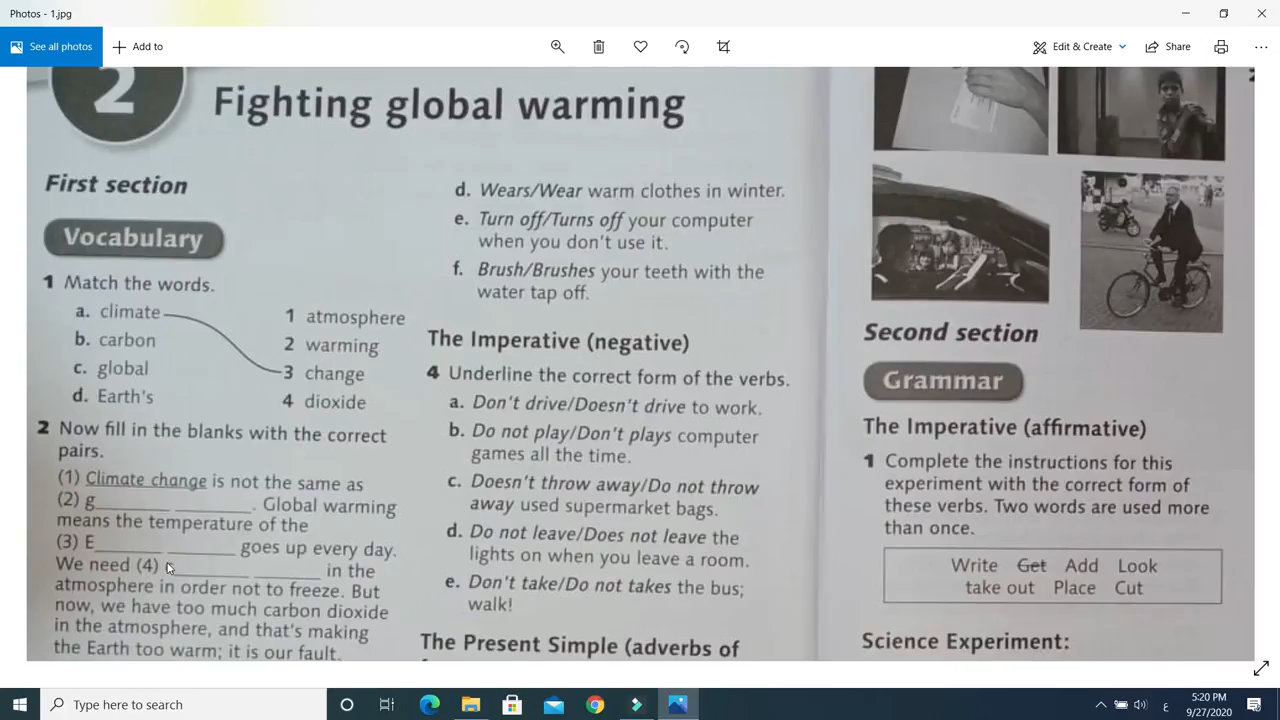 Photos - 1.jpg
See all photos
Add to
Edit & Create
Share
2
Fighting global warming
First section
Vocabulary
1 Match the words.
a. climate
b. carbon
c. global
d. Earth's
1 atmosphere
2 warming
3 change
4 dioxide
2 Now fill in the blanks with the correct
pairs.
(1) Climate change is not the same as
(2) g________ ________. Global warming
means the temperature of the
(3) E________ ________ goes up every day.
We need (4) ________ ________ in the
atmosphere in order not to freeze. But
now, we have too much carbon dioxide
in the atmosphere, and that's making
the Earth too warm; it is our fault.
d. Wears/Wear warm clothes in winter.
e. Turn off/Turns off your computer
when you don't use it.
f. Brush/Brushes your teeth with the
water tap off.
The Imperative (negative)
4 Underline the correct form of the verbs.
a. Don't drive/Doesn't drive to work.
b. Do not play/Don't plays computer
games all the time.
c. Doesn't throw away/Do not throw
away used supermarket bags.
d. Do not leave/Does not leave the
lights on when you leave a room.
e. Don't take/Do not takes the bus;
walk!
The Present Simple (adverbs of
Second section
Grammar
The Imperative (affirmative)
1 Complete the instructions for this
experiment with the correct form of
these verbs. Two words are used more
than once.
Write Get Add Look
take out Place Cut
Science Experiment:
Type here to search
ع
5:20 PM
9/27/2020